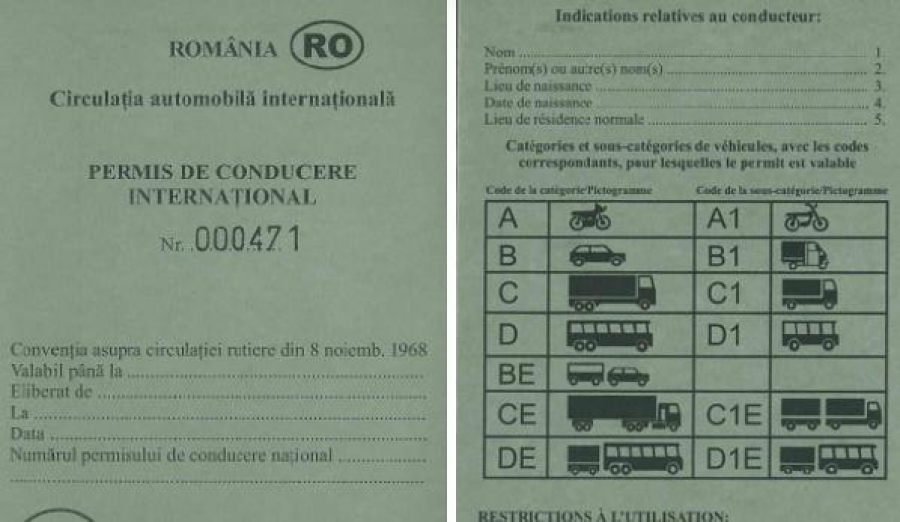 ROMÂNIA RO
Circulația automobilă internațională
PERMIS DE CONDUCERE
INTERNAȚIONAL
Nr. 000471
Convenția asupra circulației rutiere din 8 noiemb. 1968
Valabil până la ........................................
Eliberat de ........................................
La ........................................
Data ........................................
Numărul permisului de conducere național ....................
Indications relatives au conducteur:
Nom ........................................ 1.
Prénom(s) ou autre(s) nom(s) ........................................ 2.
Lieu de naissance ........................................ 3.
Date de naissance ........................................ 4.
Lieu de résidence normale ........................................ 5.
Catégories et sous-catégories de véhicules, avec les codes
correspondants, pour lesquelles le permit est valable
Code de la catégorie/Pictogramme Code de la sous-catégorie/Pictogramme
A A1
B B1
C C1
D D1
BE
CE C1E
DE D1E
RESTRICTIONS À L'UTILISATION: